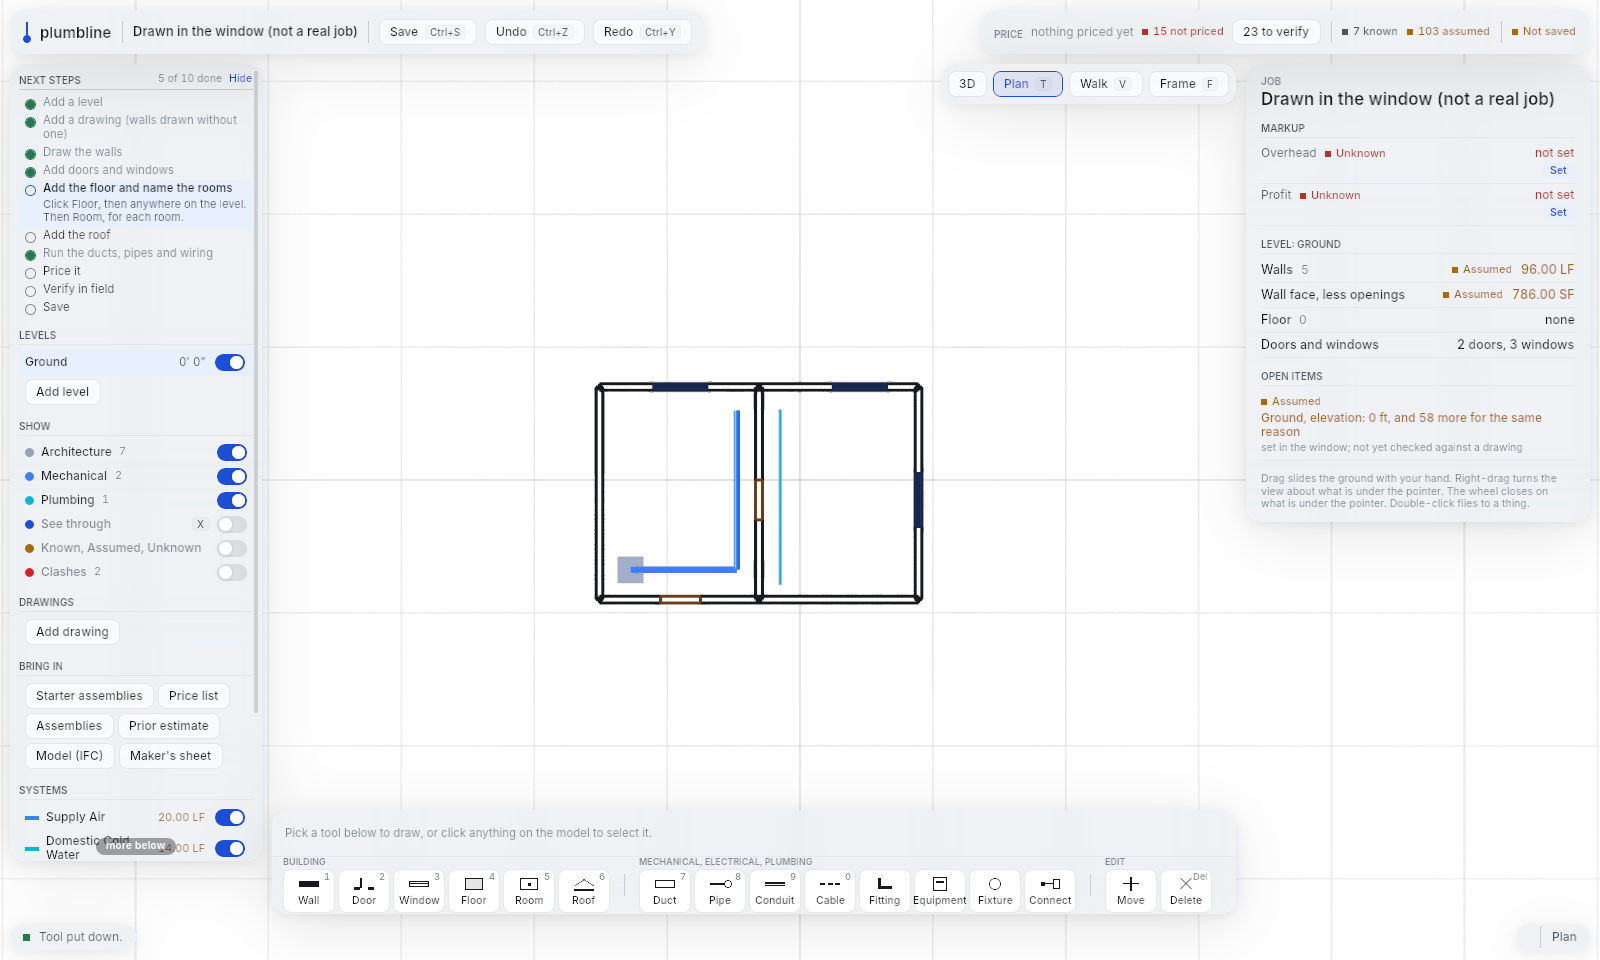 plumbline
Drawn in the window (not a real job)
Save Ctrl+S
Undo Ctrl+Z
Redo Ctrl+Y
PRICE nothing priced yet 15 not priced 23 to verify 7 known 103 assumed Not saved
3D
Plan T
Walk V
Frame F
NEXT STEPS 5 of 10 done Hide
Add a level
Add a drawing (walls drawn without
one)
Draw the walls
Add doors and windows
Add the floor and name the rooms
Click Floor, then anywhere on the level.
Then Room, for each room.
Add the roof
Run the ducts, pipes and wiring
Price it
Verify in field
Save
LEVELS
Ground 0' 0"
Add level
SHOW
Architecture 7
Mechanical 2
Plumbing 1
See through X
Known, Assumed, Unknown
Clashes 2
DRAWINGS
Add drawing
BRING IN
Starter assemblies Price list
Assemblies Prior estimate
Model (IFC) Maker's sheet
SYSTEMS
Supply Air 20.00 LF
Domestic Cold
Water 14.00 LF
more below
JOB
Drawn in the window (not a real job)
MARKUP
Overhead Unknown not set
Set
Profit Unknown not set
Set
LEVEL: GROUND
Walls 5 Assumed 96.00 LF
Wall face, less openings Assumed 786.00 SF
Floor 0 none
Doors and windows 2 doors, 3 windows
OPEN ITEMS
Assumed
Ground, elevation: 0 ft, and 58 more for the same
reason
set in the window; not yet checked against a drawing
Drag slides the ground with your hand. Right-drag turns the
view about what is under the pointer. The wheel closes on
what is under the pointer. Double-click flies to a thing.
Pick a tool below to draw, or click anything on the model to select it.
BUILDING
Wall 1
Door 2
Window 3
Floor 4
Room 5
Roof 6
MECHANICAL, ELECTRICAL, PLUMBING
Duct 7
Pipe 8
Conduit 9
Cable 0
Fitting
Equipment
Fixture
Connect
EDIT
Move
Delete Del
Tool put down.
Plan